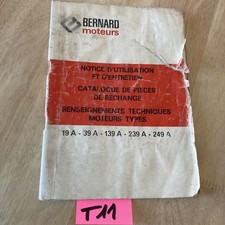 BERNARD
moteurs
NOTICE D'UTILISATION
ET D'ENTRETIEN
CATALOGUE DE PIECES
DE RECHANGE
RENSEIGNEMENTS TECHNIQUES
MOTEURS TYPES
19 A - 39 A - 139 A - 239 A - 249 A
T11